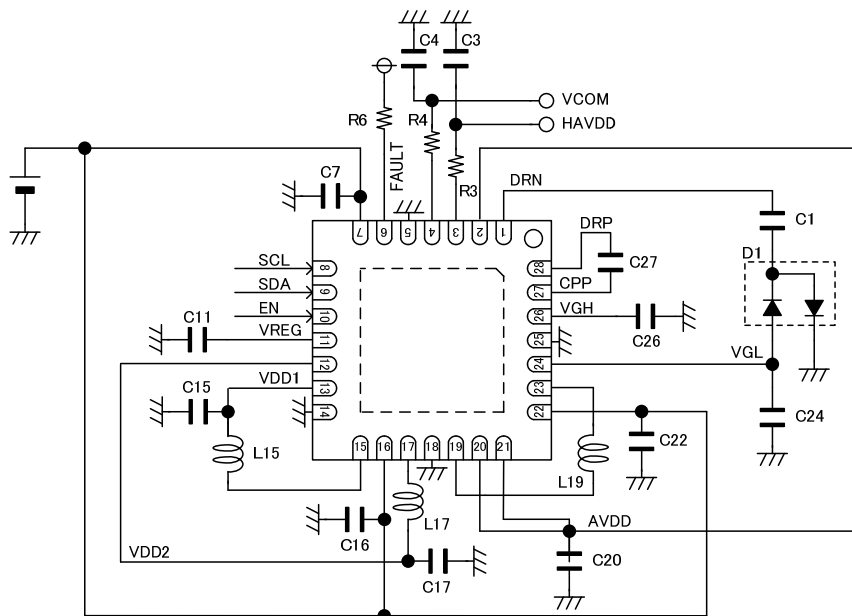 C4
C3
VCOM
R6
R4
HAVDD
FAULT
C7
R3
DRN
7
6
5
4
3
2
1
C1
DRP
D1
SCL
8
28
C27
SDA
9
27
CPP
EN
10
26
VGH
C11
VREG
11
25
C26
12
24
VGL
C15
VDD1
13
23
14
22
C24
15
16
17
18
19
20
21
C22
L15
L19
L17
C16
AVDD
VDD2
C17
C20